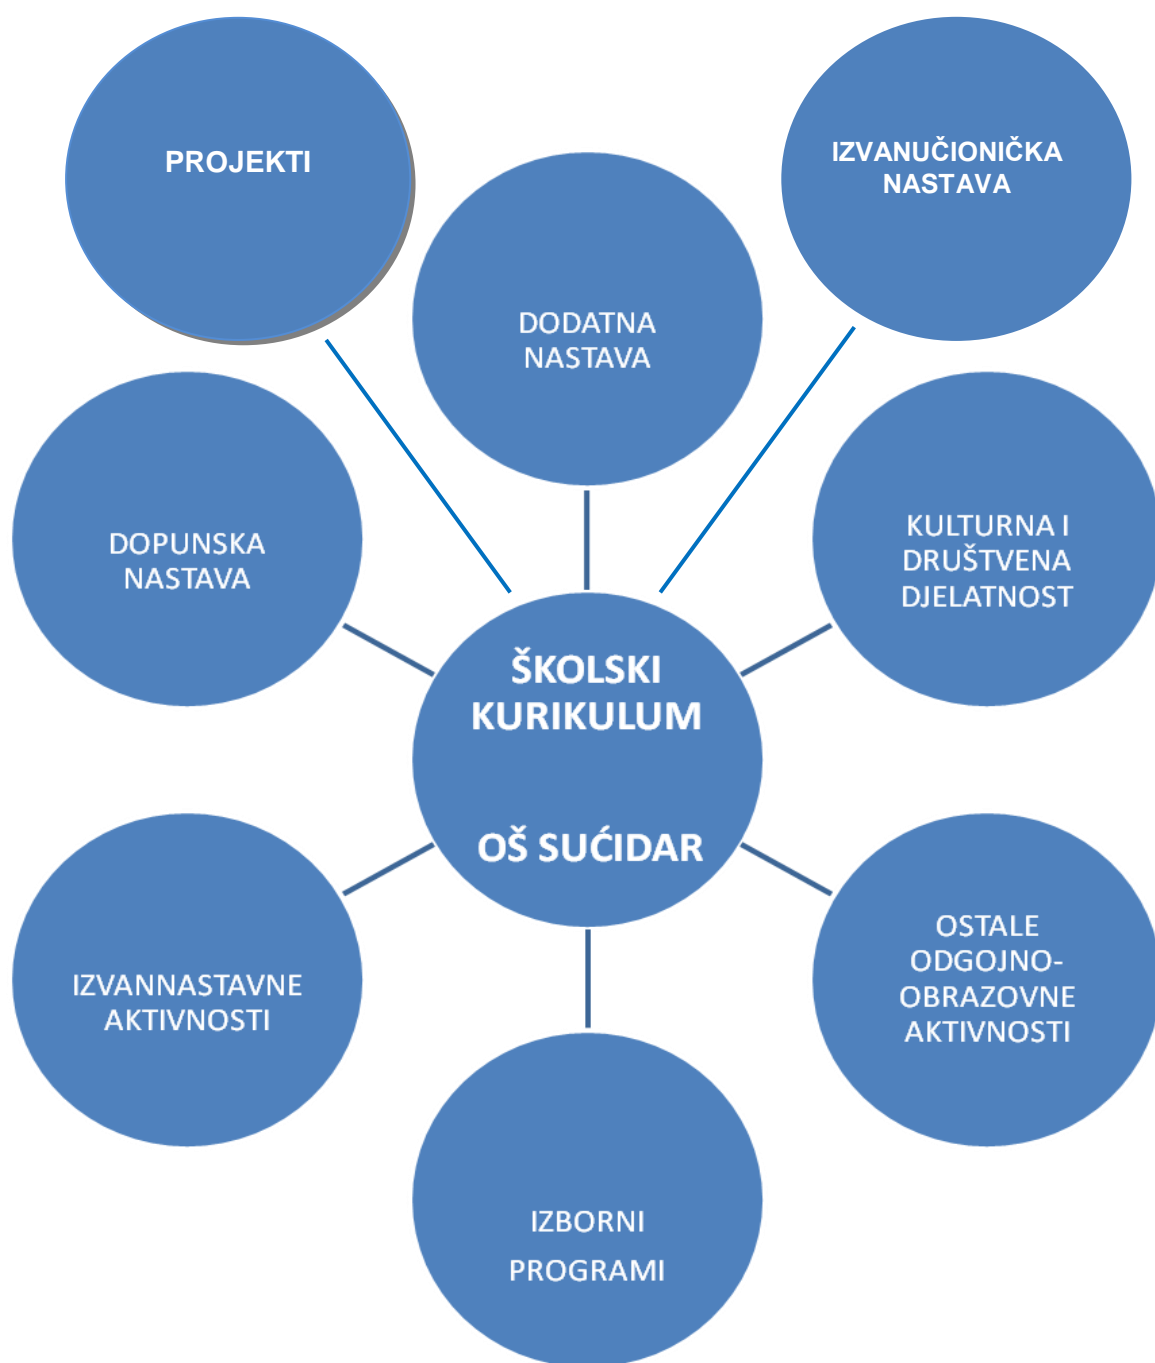 PROJEKTI
IZVANUČIONIČKA
NASTAVA
DODATNA
NASTAVA
DOPUNSKA
NASTAVA
KULTURNA I
DRUŠTVENA
DJELATNOST
ŠKOLSKI
KURIKULUM
OŠ SUĆIDAR
IZVANNASTAVNE
AKTIVNOSTI
OSTALE
ODGOJNO-
OBRAZOVNE
AKTIVNOSTI
IZBORNI
PROGRAMI